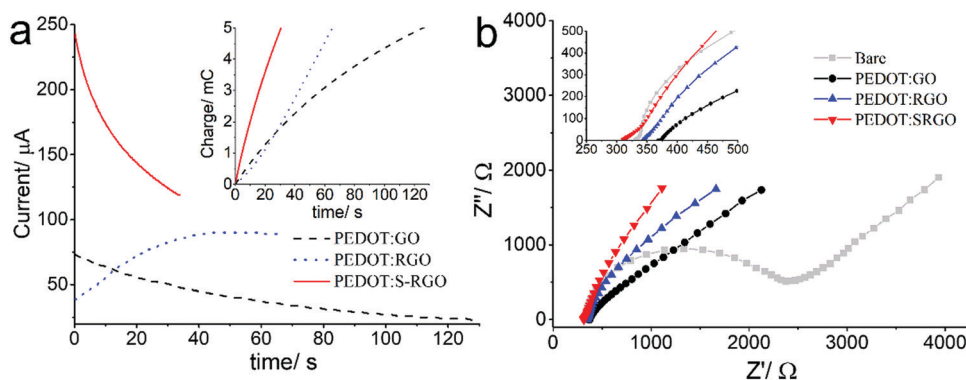 a
250
200
150
100
50
Current/ µA
0 20 40 60 80 100 120
time/ s
5
4
3
2
1
0
Charge/ mC
0 20 40 60 80 100 120
time/ s
PEDOT:GO
PEDOT:RGO
PEDOT:S-RGO
b
4000
3000
2000
1000
0
Z''/ Ω
0 1000 2000 3000 4000
Z'/ Ω
500
400
300
200
100
0
250 300 350 400 450 500
Bare
PEDOT:GO
PEDOT:RGO
PEDOT:SRGO